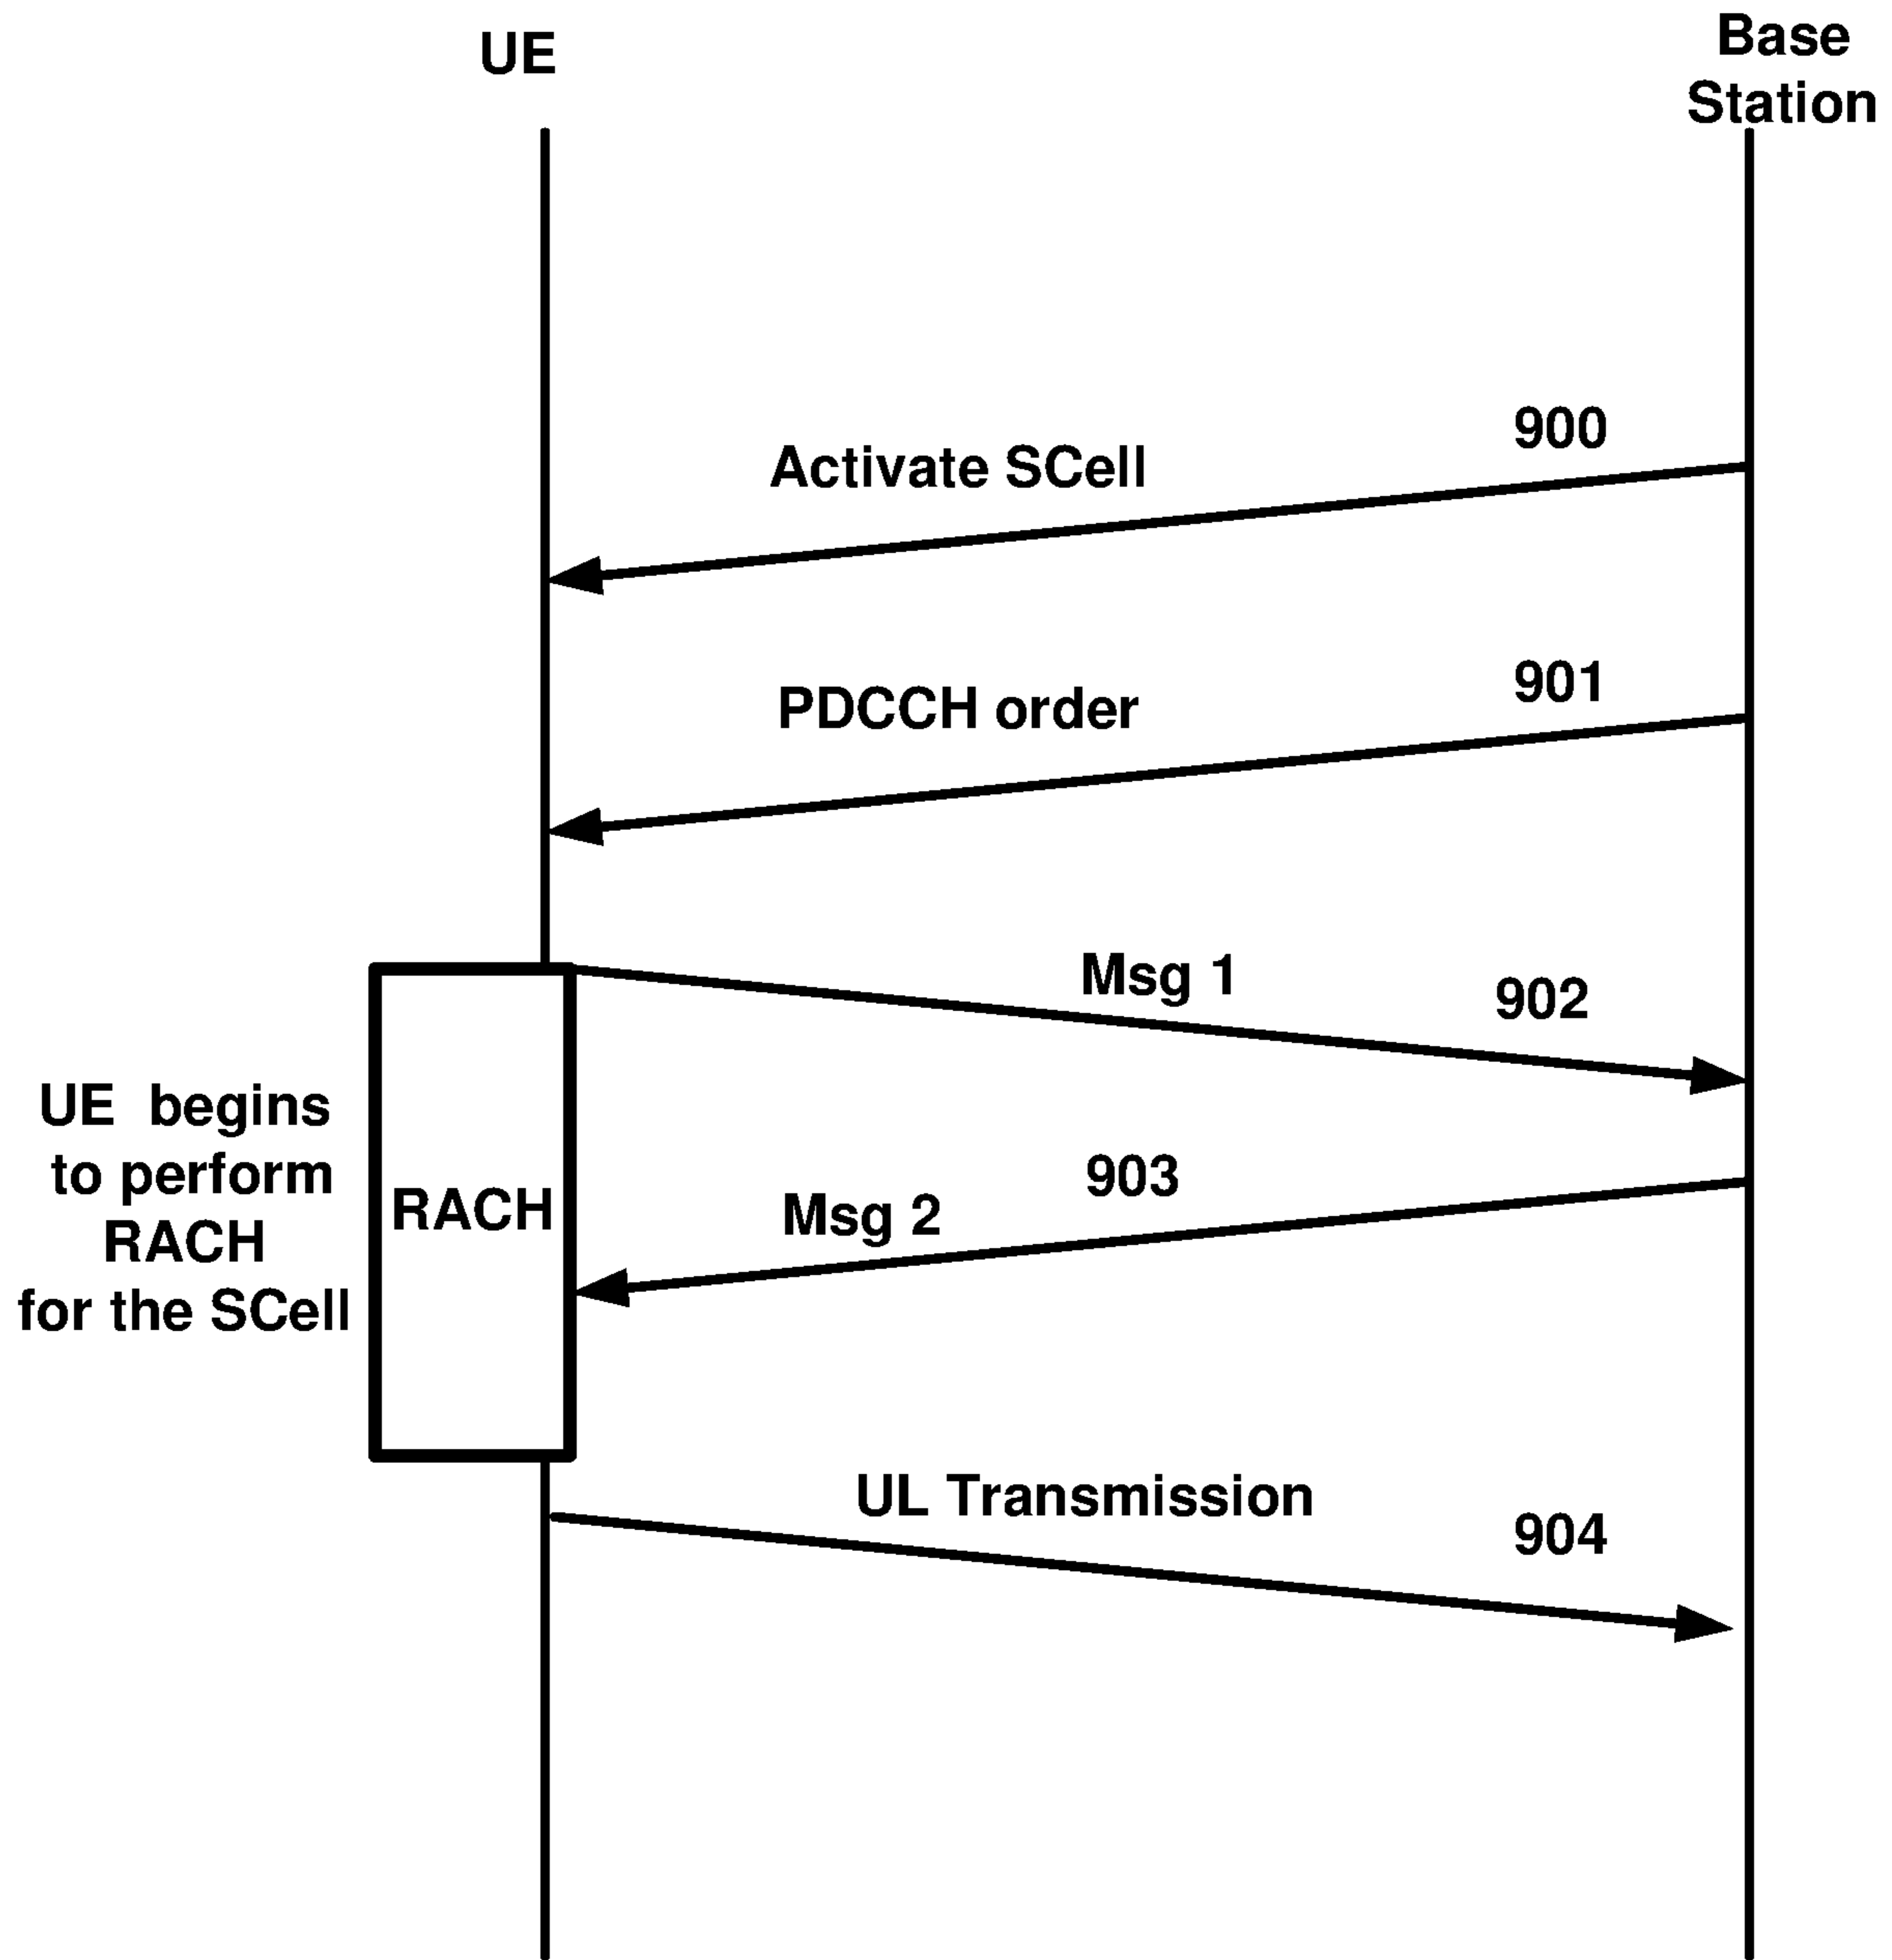 UE
Base
Station
900
Activate SCell
901
PDCCH order
Msg 1
902
UE begins
to perform
RACH
for the SCell
RACH
903
Msg 2
UL Transmission
904